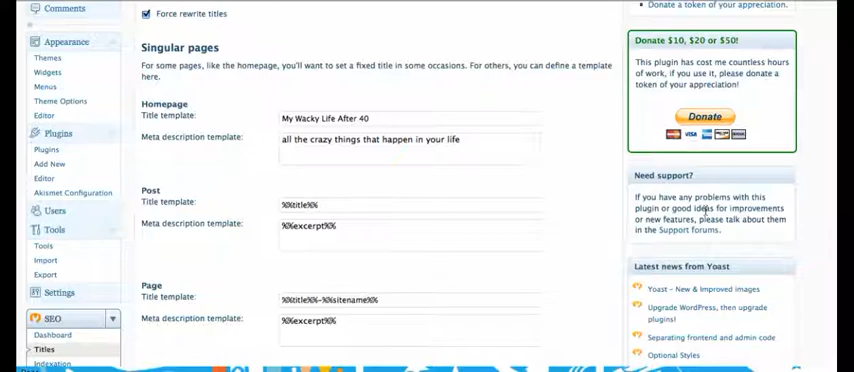 Comments
Appearance
Themes
Widgets
Menus
Theme Options
Editor
Plugins
Plugins
Add New
Editor
Akismet Configuration
Users
Tools
Tools
Import
Export
Settings
SEO
Dashboard
Titles
Indexation
Force rewrite titles
Singular pages
For some pages, like the homepage, you'll want to set a fixed title in some occasions. For others, you can define a template
here.
Homepage
Title template:
My Wacky Life After 40
Meta description template:
all the crazy things that happen in your life
Post
Title template:
%%title%%
Meta description template:
%%excerpt%%
Page
Title template:
%%title%%-%%sitename%%
Meta description template:
%%excerpt%%
Donate a token of your appreciation.
Donate $10, $20 or $50!
This plugin has cost me countless hours
of work, if you use it, please donate a
token of your appreciation!
Donate
VISA
Need support?
If you have any problems with this
plugin or good ideas for improvements
or new features, please talk about them
in the Support forums.
Latest news from Yoast
Yoast - New & Improved images
Upgrade WordPress, then upgrade
plugins!
Separating frontend and admin code
Optional Styles